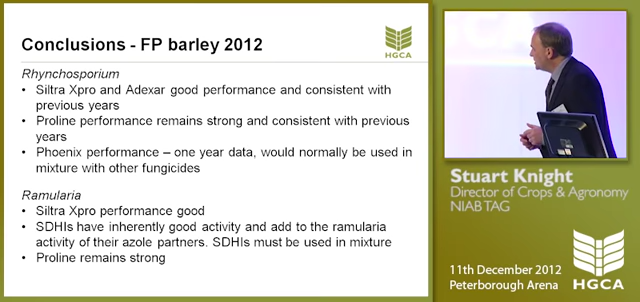 Conclusions - FP barley 2012
HGCA
Rhynchosporium
• Siltra Xpro and Adexar good performance and consistent with
previous years
• Proline performance remains strong and consistent with previous
years
• Phoenix performance – one year data, would normally be used in
mixture with other fungicides
Ramularia
• Siltra Xpro performance good
• SDHIs have inherently good activity and add to the ramularia
activity of their azole partners. SDHIs must be used in mixture
• Proline remains strong
Stuart Knight
Director of Crops & Agronomy
NIAB TAG
11th December 2012
Peterborough Arena
HGCA